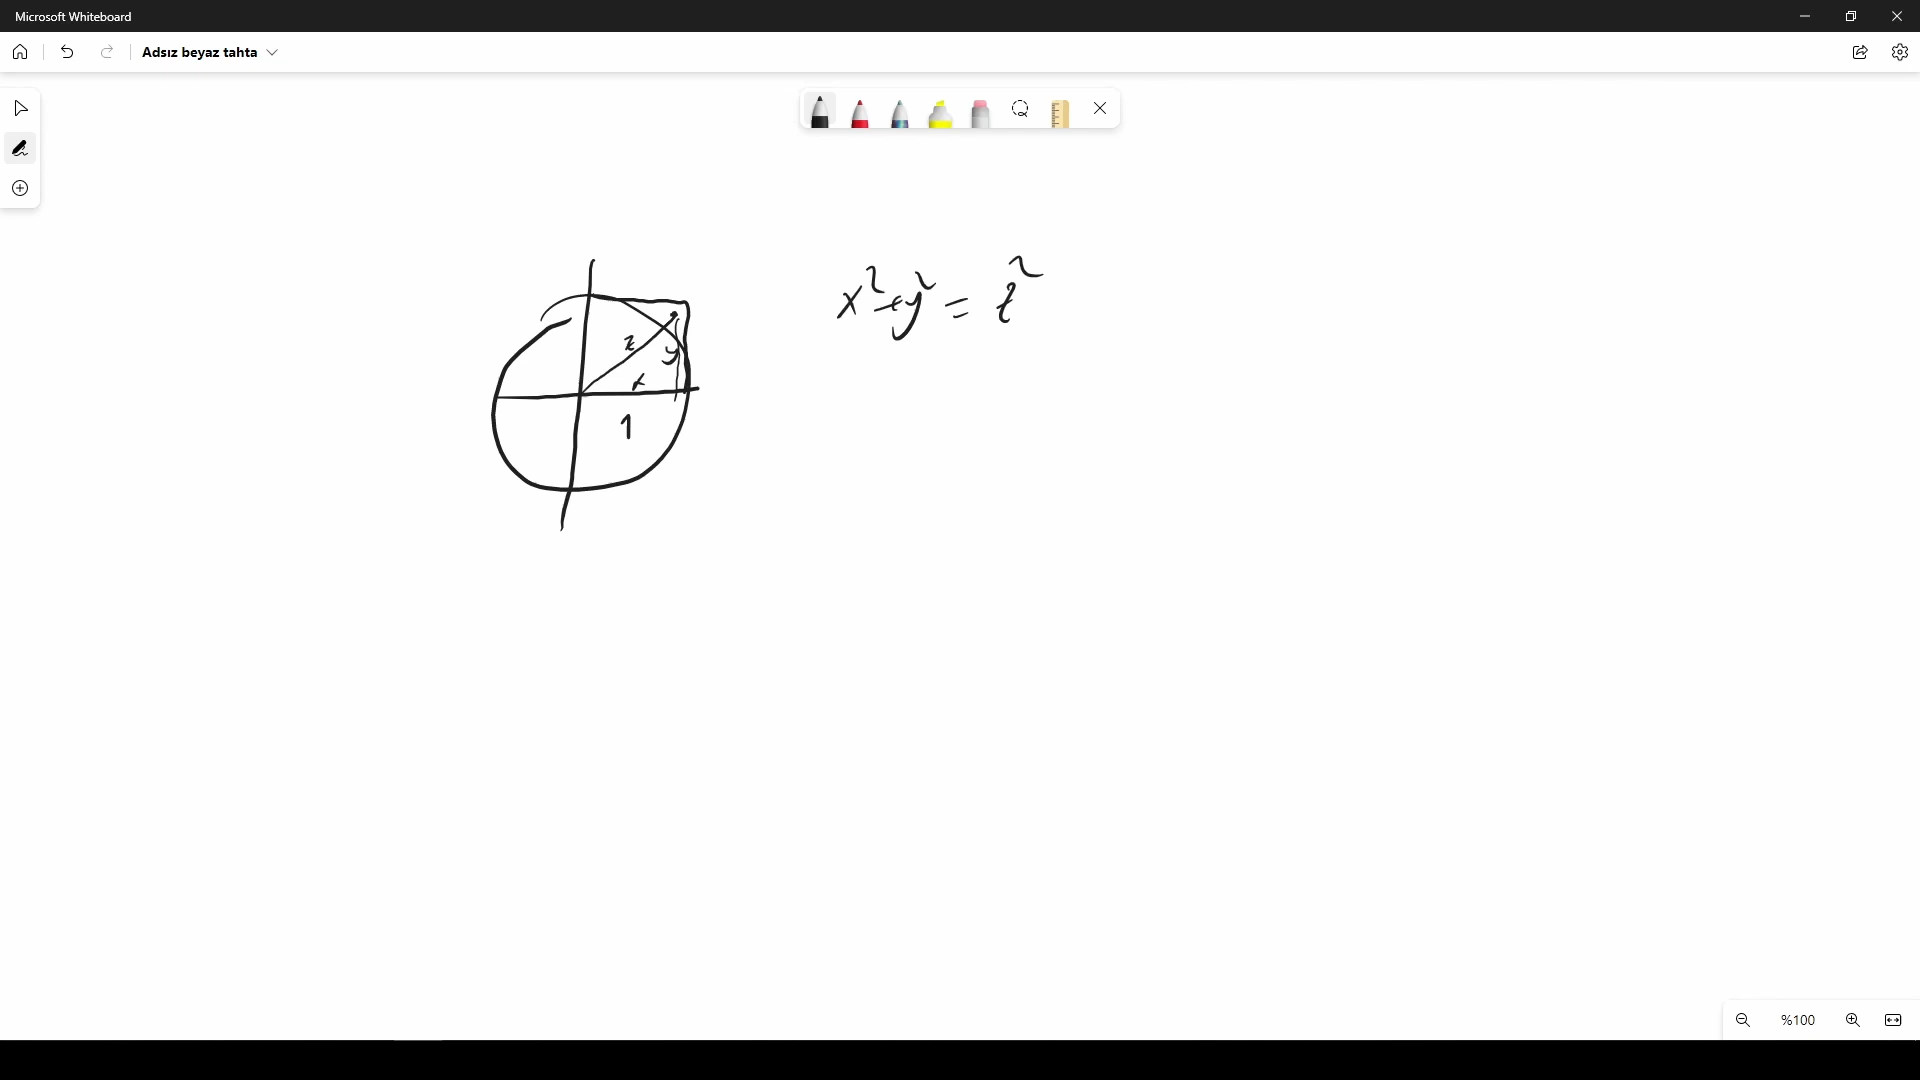 Microsoft Whiteboard
Adsız beyaz tahta
x² + y² = z²
z
y
x
1
%100